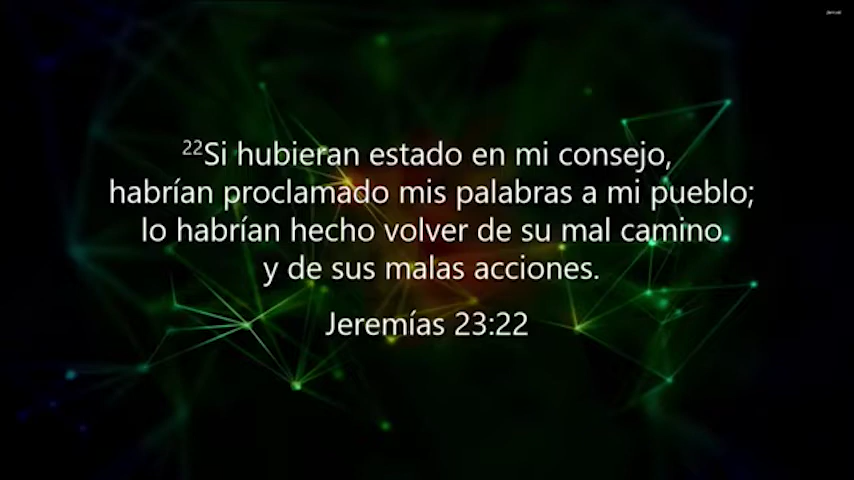 ²²Si hubieran estado en mi consejo,
habrían proclamado mis palabras a mi pueblo;
lo habrían hecho volver de su mal camino
y de sus malas acciones.
Jeremías 23:22